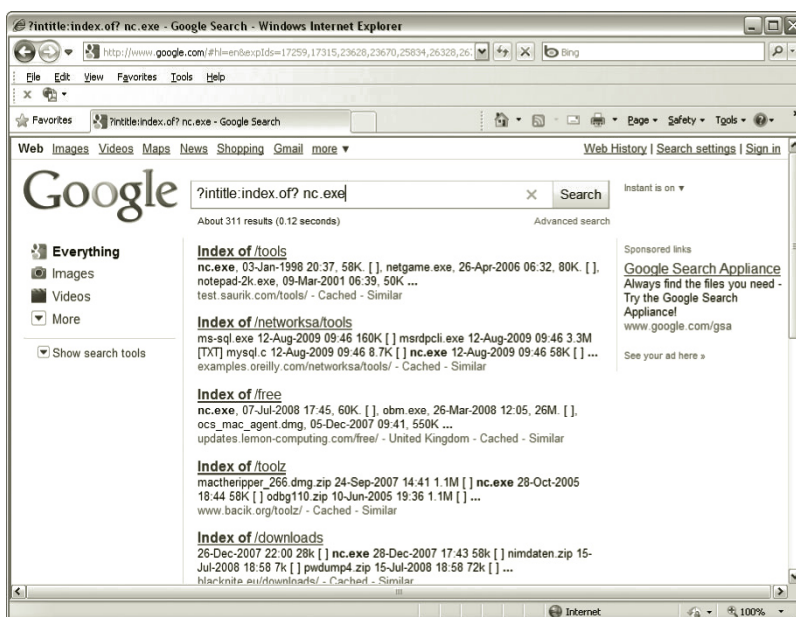 ?intitle:index.of? nc.exe - Google Search - Windows Internet Explorer
http://www.google.com/#hl=en&expIds=17259,17315,23628,23670,25834,26328,26
Bing
File Edit View Favorites Tools Help
Favorites ?intitle:index.of? nc.exe - Google Search Page Safety Tools
Web Images Videos Maps News Shopping Gmail more ▼ Web History | Search settings | Sign in
Google ?intitle:index.of? nc.exe × Search Instant is on ▼
About 311 results (0.12 seconds) Advanced search
Everything
Images
Videos
More
Show search tools
Index of /tools
nc.exe, 03-Jan-1998 20:37, 58K. [ ], netgame.exe, 26-Apr-2006 06:32, 80K. [ ],
notepad-2k.exe, 09-Mar-2001 06:39, 50K ...
test.saurik.com/tools/ - Cached - Similar
Index of /networksa/tools
ms-sql.exe 12-Aug-2009 09:46 160K [ ] msrdpcli.exe 12-Aug-2009 09:46 3.3M
[TXT] mysql.c 12-Aug-2009 09:46 8.7K [ ] nc.exe 12-Aug-2009 09:46 58K [ ] ...
examples.oreilly.com/networksa/tools/ - Cached - Similar
Index of /free
nc.exe, 07-Jul-2008 17:45, 60K. [ ], obm.exe, 26-Mar-2008 12:05, 26M. [ ],
ocs_mac_agent.dmg, 05-Dec-2007 09:41, 550K ...
updates.lemon-computing.com/free/ - United Kingdom - Cached - Similar
Index of /toolz
mactheripper_266.dmg.zip 24-Sep-2007 14:41 1.1M [ ] nc.exe 28-Oct-2005
18:44 58K [ ] odbg110.zip 10-Jun-2005 19:36 1.1M [ ] ...
www.bacik.org/toolz/ - Cached - Similar
Index of /downloads
26-Dec-2007 22:00 28k [ ] nc.exe 28-Dec-2007 17:43 58k [ ] nimdaten.zip 15-
Jul-2008 18:58 7k [ ] pwdump4.zip 15-Jul-2008 18:58 72k [ ] ...
blacknite.eu/downloads/ - Cached - Similar
Sponsored links
Google Search Appliance
Always find the files you need -
Try the Google Search
Appliance!
www.google.com/gsa
See your ad here »
Internet 100%